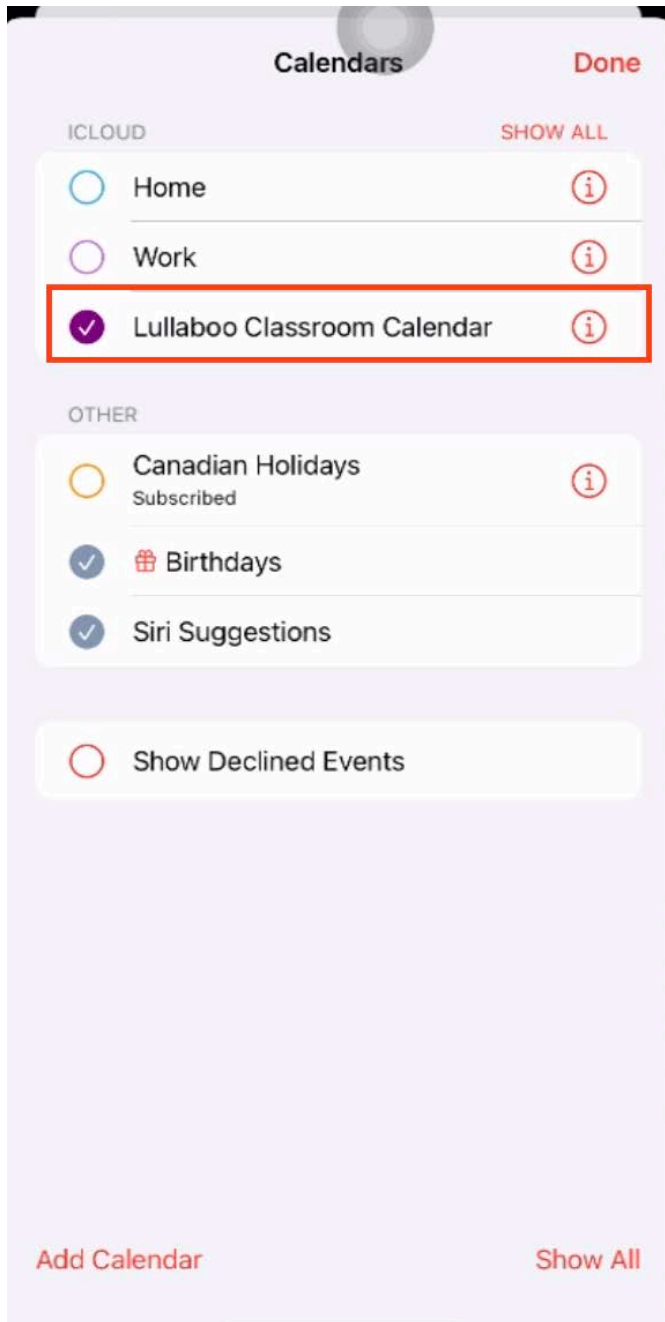 Calendars Done
ICLOUD SHOW ALL
Home
Work
Lullaboo Classroom Calendar
OTHER
Canadian Holidays
Subscribed
Birthdays
Siri Suggestions
Show Declined Events
Add Calendar Show All